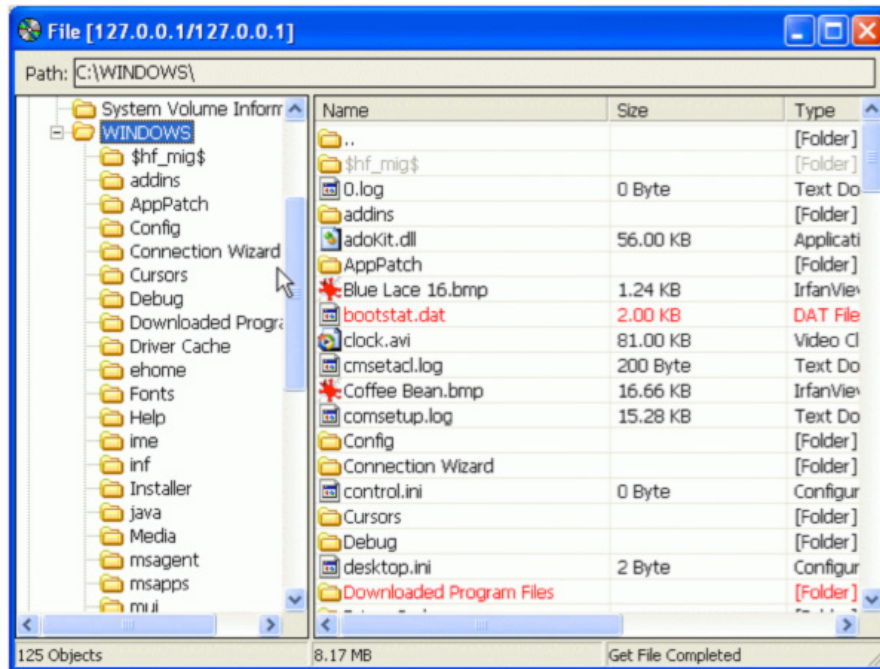 File [127.0.0.1/127.0.0.1]
Path: C:\WINDOWS\
System Volume Inform
WINDOWS
$hf_mig$
addins
AppPatch
Config
Connection Wizard
Cursors
Debug
Downloaded Progra
Driver Cache
ehome
Fonts
Help
ime
inf
Installer
java
Media
msagent
msapps
mui
Name Size Type
.. [Folder]
$hf_mig$ [Folder]
0.log 0 Byte Text Do
addins [Folder]
adoKit.dll 56.00 KB Applicati
AppPatch [Folder]
Blue Lace 16.bmp 1.24 KB IrfanView
bootstat.dat 2.00 KB DAT File
clock.avi 81.00 KB Video Cl
cmsetacl.log 200 Byte Text Do
Coffee Bean.bmp 16.66 KB IrfanView
comsetup.log 15.28 KB Text Do
Config [Folder]
Connection Wizard [Folder]
control.ini 0 Byte Configur
Cursors [Folder]
Debug [Folder]
desktop.ini 2 Byte Configur
Downloaded Program Files [Folder]
125 Objects 8.17 MB Get File Completed